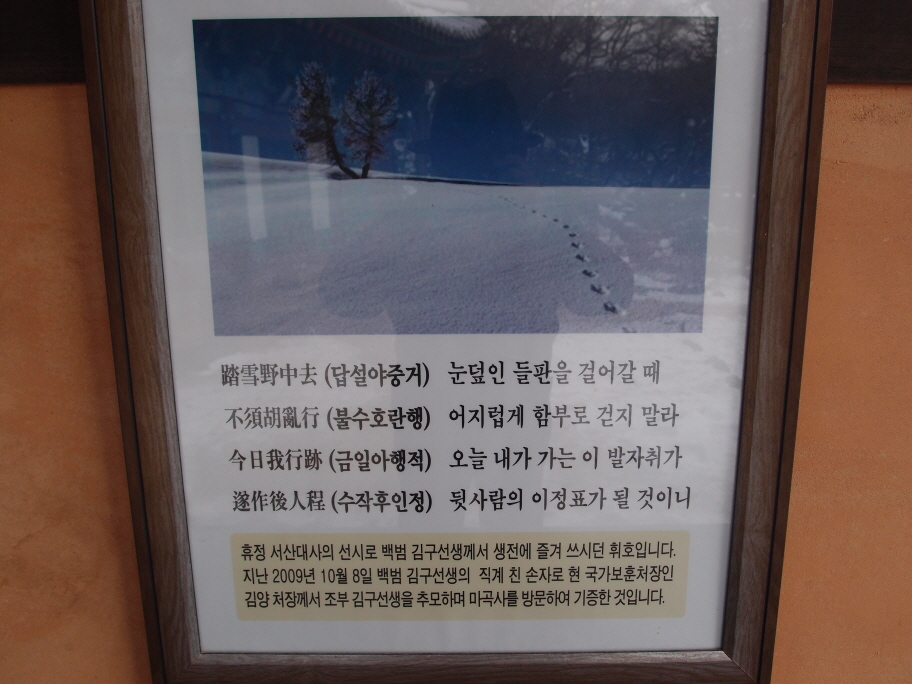 踏雪野中去 (답설야중거) 눈덮인 들판을 걸어갈 때
不須胡亂行 (불수호란행) 어지럽게 함부로 걷지 말라
今日我行跡 (금일아행적) 오늘 내가 가는 이 발자취가
遂作後人程 (수작후인정) 뒷사람의 이정표가 될 것이니
휴정 서산대사의 선시로 백범 김구선생께서 생전에 즐겨 쓰시던 휘호입니다.
지난 2009년 10월 8일 백범 김구선생의 직계 친 손자로 현 국가보훈처장인
김양 처장께서 조부 김구선생을 추모하며 마곡사를 방문하여 기증한 것입니다.